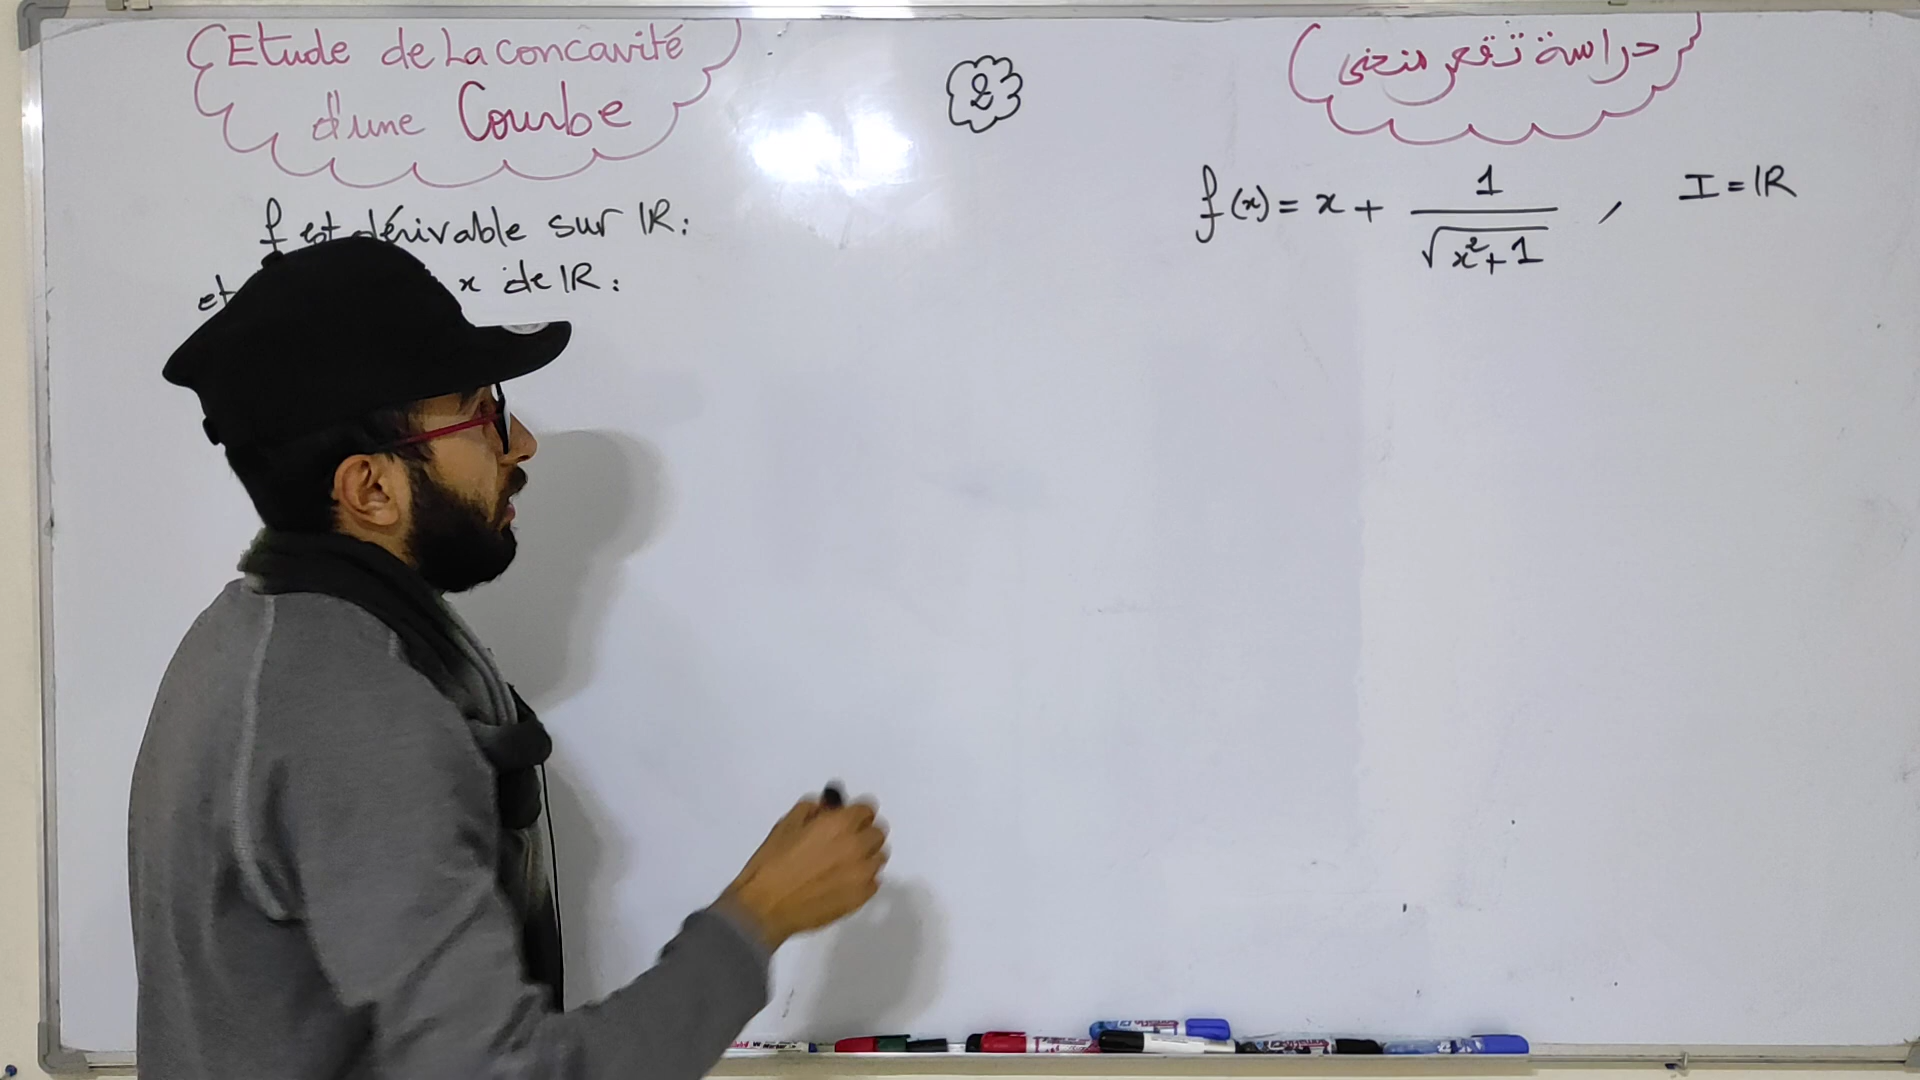 Etude de La concavité
d'une Courbe
2
دراسة تقعر منحنى
f est dérivable sur IR:
et x de IR:
f(x) = x + 1 / √(x²+1) , I = IR